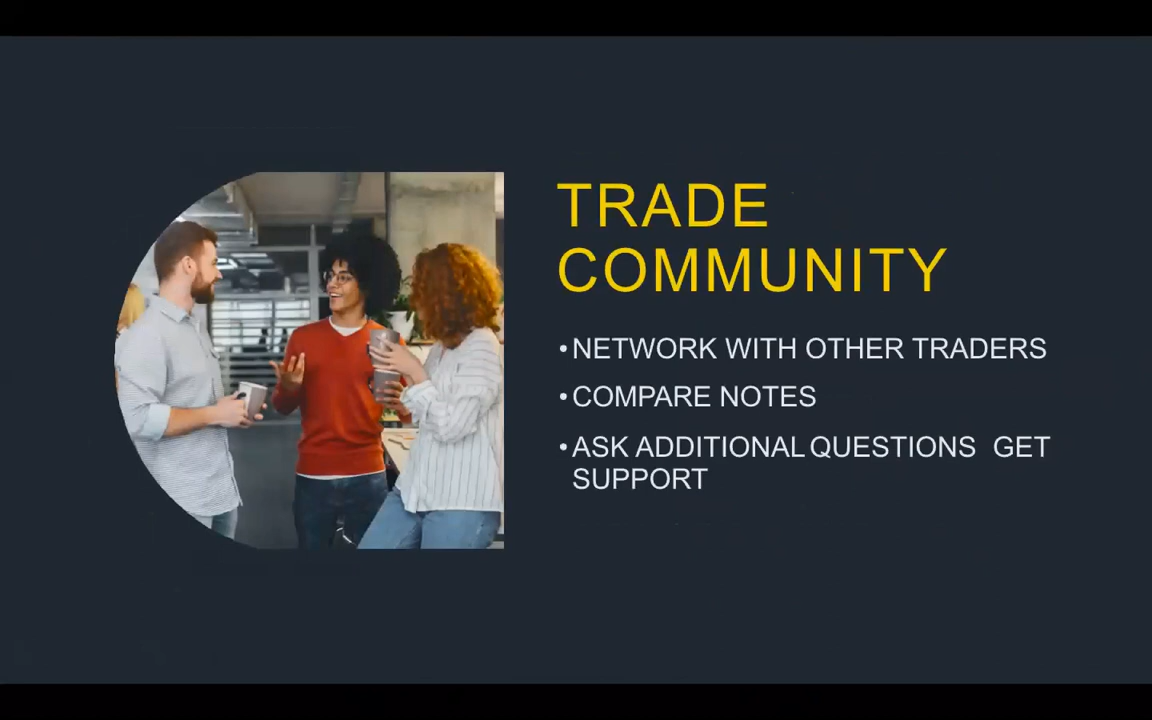 TRADE
COMMUNITY
•NETWORK WITH OTHER TRADERS
•COMPARE NOTES
•ASK ADDITIONAL QUESTIONS  GET
SUPPORT